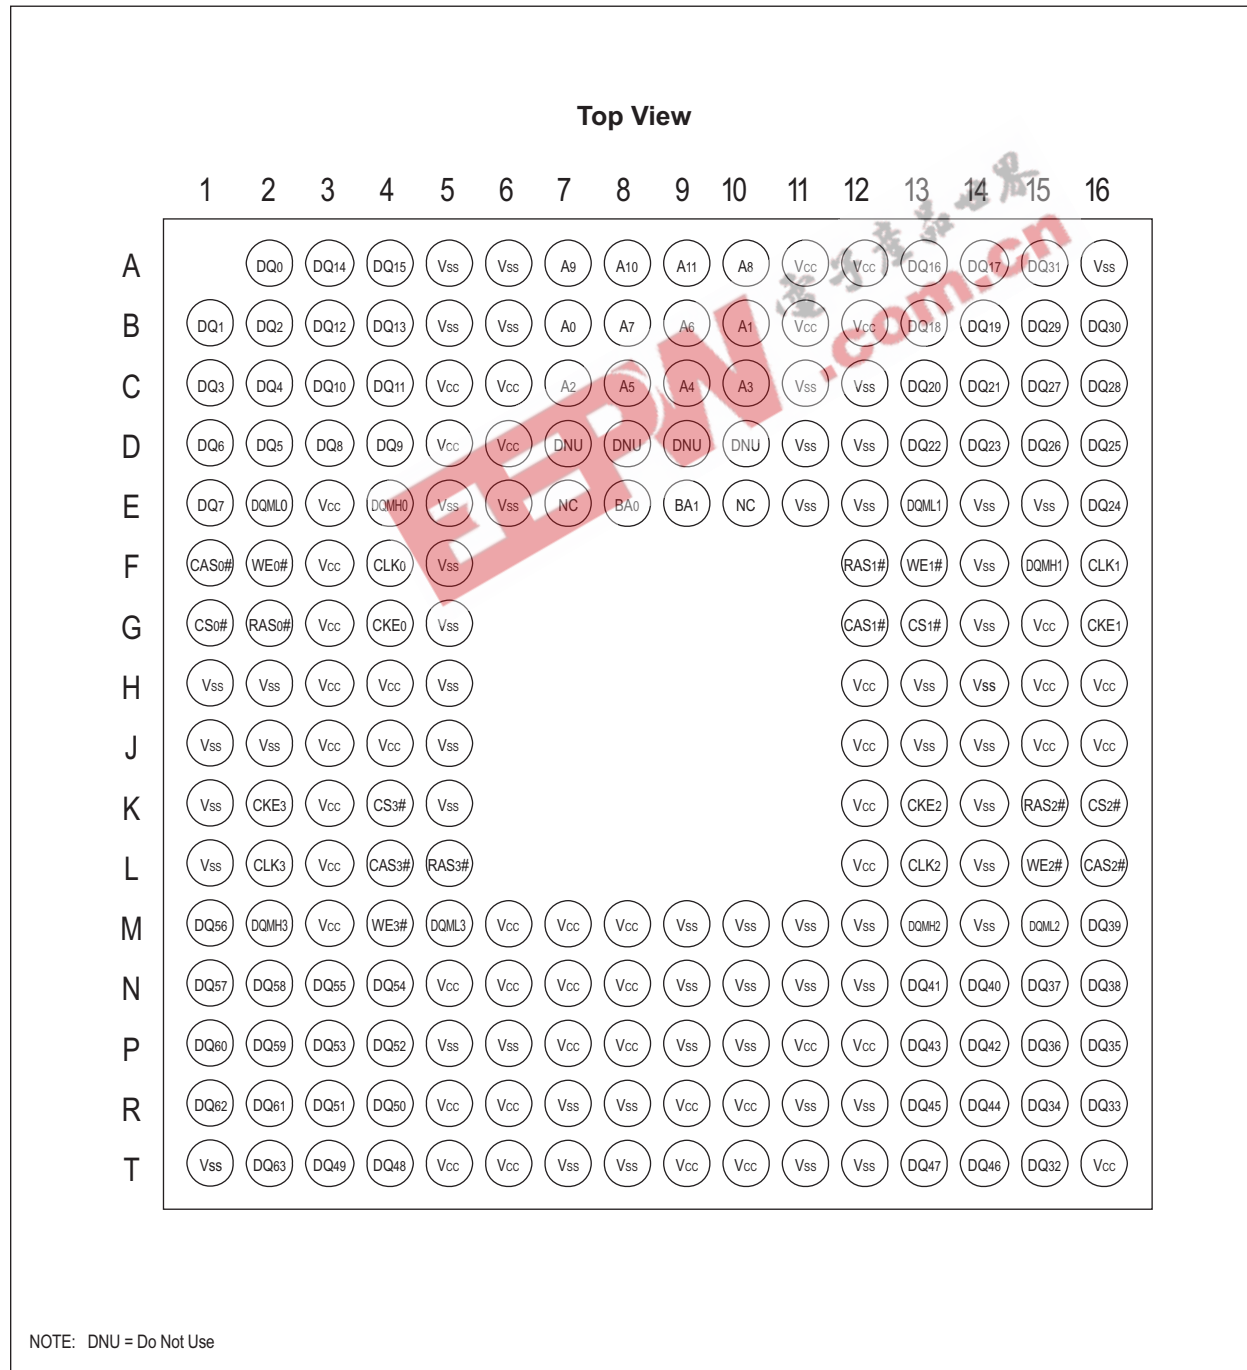 Top View
1 2 3 4 5 6 7 8 9 10 11 12 13 14 15 16
A DQ0 DQ14 DQ15 Vss Vss A9 A10 A11 A8 Vcc Vcc DQ16 DQ17 DQ31 Vss
B DQ1 DQ2 DQ12 DQ13 Vss Vss A0 A7 A6 A1 Vcc Vcc DQ18 DQ19 DQ29 DQ30
C DQ3 DQ4 DQ10 DQ11 Vcc Vcc A2 A5 A4 A3 Vss Vss DQ20 DQ21 DQ27 DQ28
D DQ6 DQ5 DQ8 DQ9 Vcc Vcc DNU DNU DNU DNU Vss Vss DQ22 DQ23 DQ26 DQ25
E DQ7 DQML0 Vcc DQMH0 Vss Vss NC BA0 BA1 NC Vss Vss DQML1 Vss Vss DQ24
F CAS0# WE0# Vcc CLK0 Vss RAS1# WE1# Vss DQMH1 CLK1
G CS0# RAS0# Vcc CKE0 Vss CAS1# CS1# Vss Vcc CKE1
H Vss Vss Vcc Vcc Vss Vcc Vss Vss Vcc Vcc
J Vss Vss Vcc Vcc Vss Vcc Vss Vss Vcc Vcc
K Vss CKE3 Vcc CS3# Vss Vcc CKE2 Vss RAS2# CS2#
L Vss CLK3 Vcc CAS3# RAS3# Vcc CLK2 Vss WE2# CAS2#
M DQ56 DQMH3 Vcc WE3# DQML3 Vcc Vcc Vcc Vss Vss Vss Vss DQMH2 Vss DQML2 DQ39
N DQ57 DQ58 DQ55 DQ54 Vcc Vcc Vcc Vcc Vss Vss Vss Vss DQ41 DQ40 DQ37 DQ38
P DQ60 DQ59 DQ53 DQ52 Vss Vss Vcc Vcc Vss Vss Vcc Vcc DQ43 DQ42 DQ36 DQ35
R DQ62 DQ61 DQ51 DQ50 Vcc Vcc Vss Vss Vcc Vcc Vss Vss DQ45 DQ44 DQ34 DQ33
T Vss DQ63 DQ49 DQ48 Vcc Vcc Vss Vss Vcc Vcc Vss Vss DQ47 DQ46 DQ32 Vcc
EEPW
.com.cn
电子产品世界
NOTE: DNU = Do Not Use